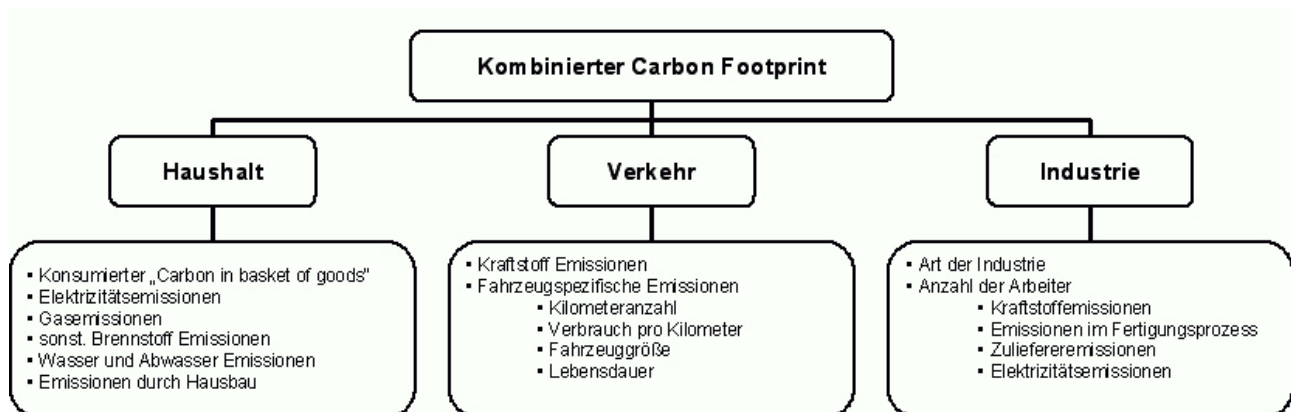 Kombinierter Carbon Footprint
Haushalt
Verkehr
Industrie
▪ Konsumierter „Carbon in basket of goods"
▪ Elektrizitätsemissionen
▪ Gasemissionen
▪ sonst. Brennstoff Emissionen
▪ Wasser und Abwasser Emissionen
▪ Emissionen durch Hausbau
▪ Kraftstoff Emissionen
▪ Fahrzeugspezifische Emissionen
▪ Kilometeranzahl
▪ Verbrauch pro Kilometer
▪ Fahrzeuggröße
▪ Lebensdauer
▪ Art der Industrie
▪ Anzahl der Arbeiter
▪ Kraftstoffemissionen
▪ Emissionen im Fertigungsprozess
▪ Zuliefereremissionen
▪ Elektrizitätsemissionen